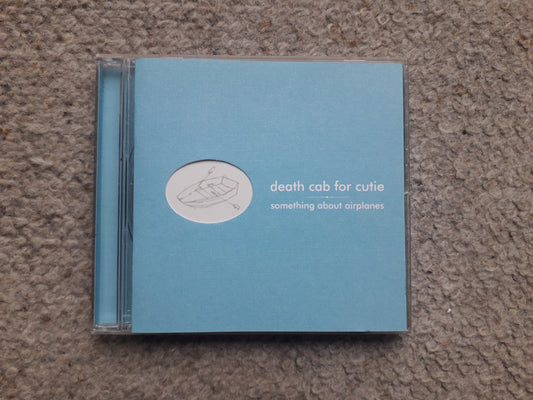 death cab for cutie
something about airplanes